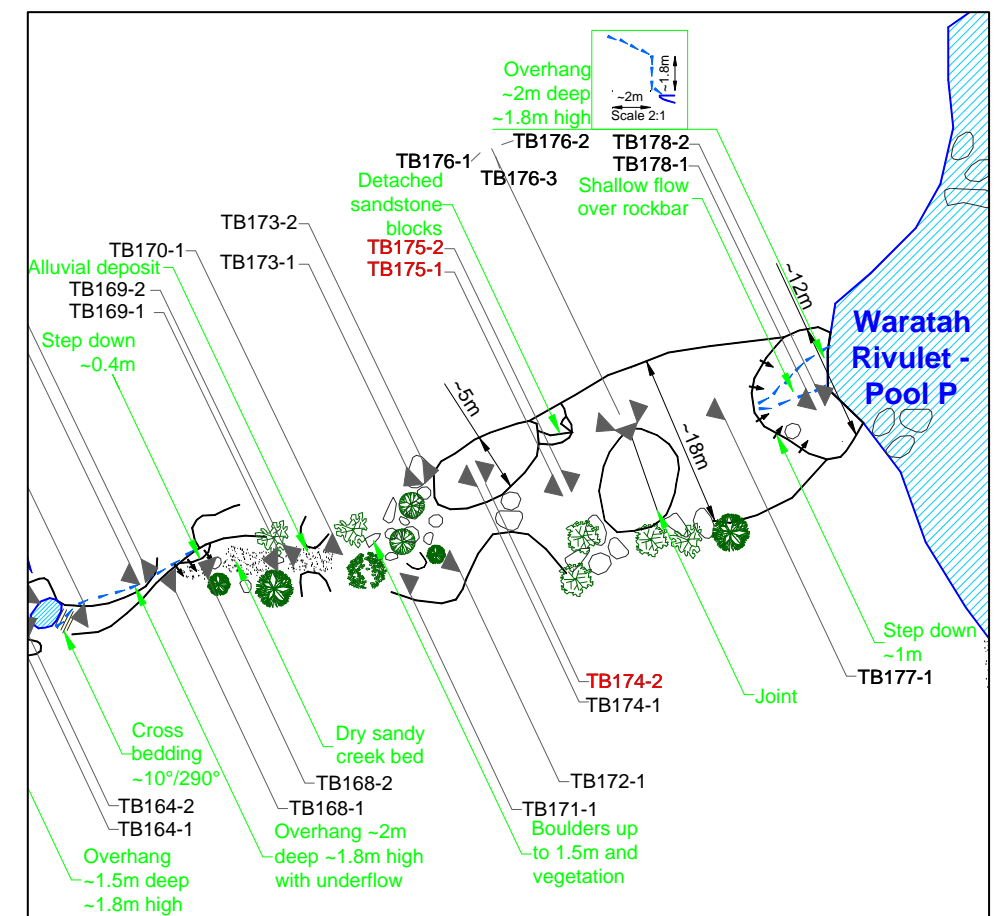 Overhang
~2m deep
~1.8m high
~1.8m
~2m
Scale 2:1
TB176-2
TB176-1
TB176-3
TB178-2
TB178-1
Detached
sandstone
blocks
Shallow flow
over rockbar
TB173-2
TB173-1
TB175-2
TB175-1
TB170-1
Alluvial deposit
TB169-2
TB169-1
Step down
~0.4m
~12m
Waratah
Rivulet -
Pool P
~5m
~18m
Step down
~1m
TB177-1
TB174-2
TB174-1
Joint
Cross
bedding
~10°/290°
Dry sandy
creek bed
TB168-2
TB168-1
TB172-1
TB171-1
TB164-2
TB164-1
Overhang ~2m
deep ~1.8m high
with underflow
Boulders up
to 1.5m and
vegetation
Overhang
~1.5m deep
~1.8m high